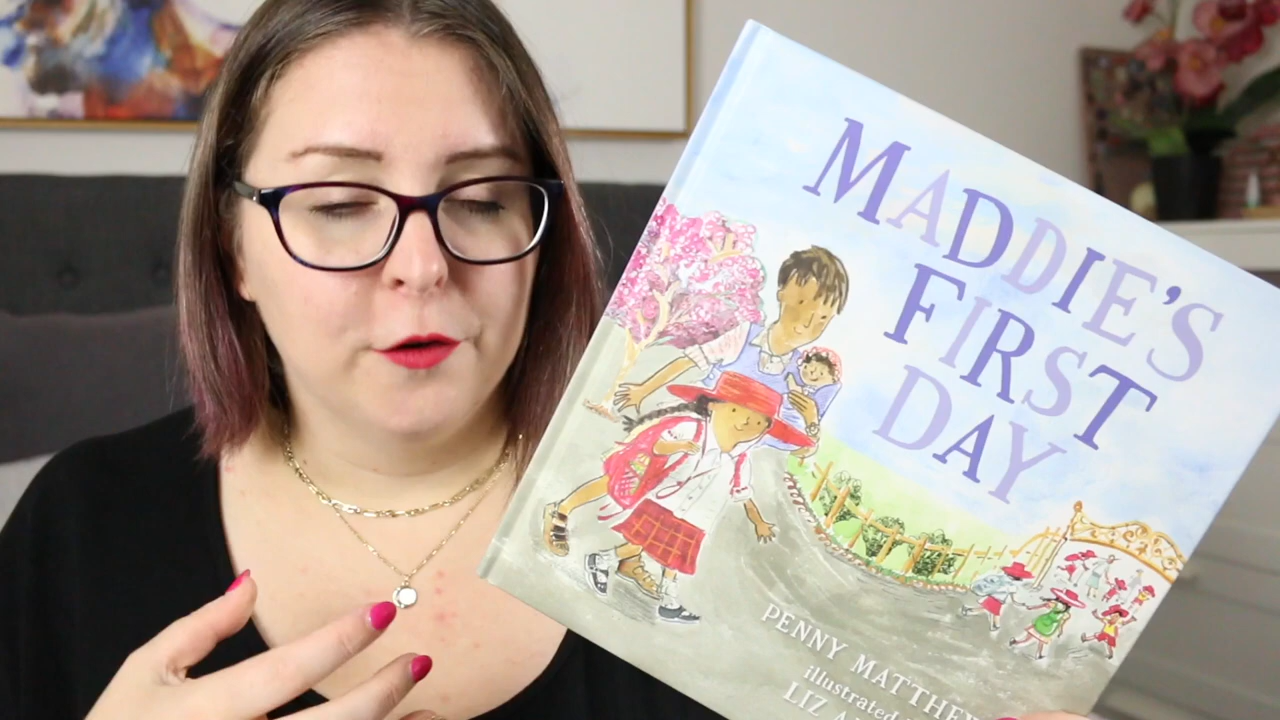 MADDIE'S
FIRST
DAY
PENNY MATTHE
illustrated
LIZ